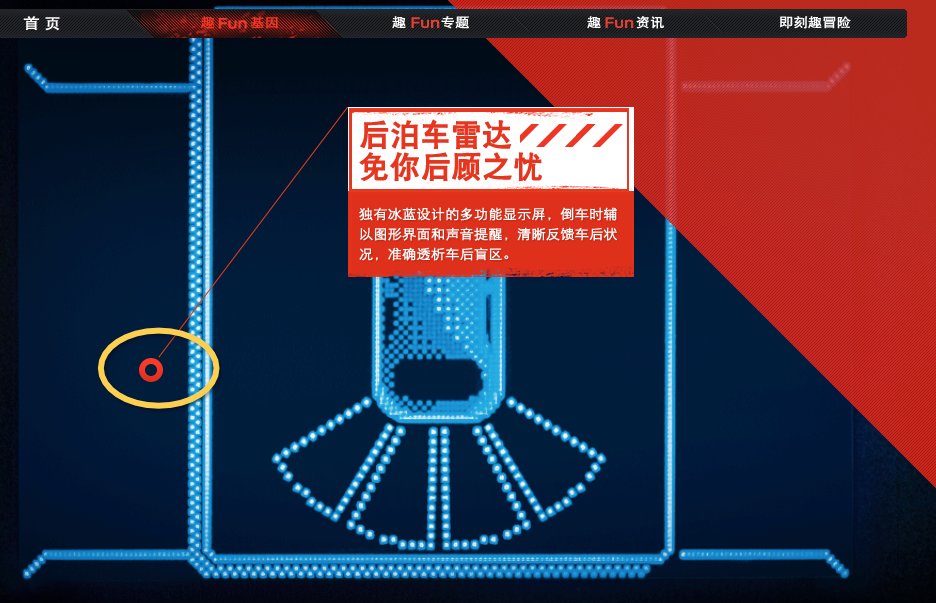 首 页
趣 Fun 基因
趣 Fun 专题
趣 Fun 资讯
即刻趣冒险
后泊车雷达
免你后顾之忧
独有冰蓝设计的多功能显示屏，倒车时辅
以图形界面和声音提醒，清晰反馈车后状
况，准确透析车后盲区。